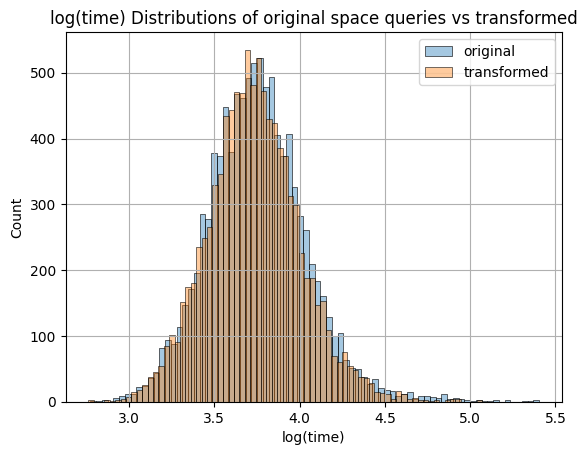 log(time) Distributions of original space queries vs transformed
original
transformed
Count
500
400
300
200
100
0
3.0
3.5
4.0
4.5
5.0
5.5
log(time)